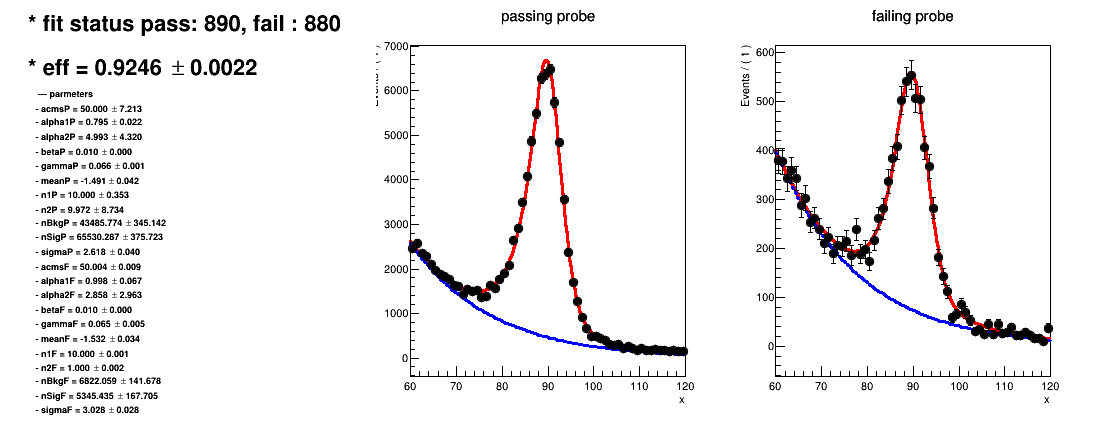 * fit status pass: 890, fail : 880
* eff = 0.9246 ± 0.0022
--- parmeters
- acmsP = 50.000 ± 7.213
- alpha1P = 0.795 ± 0.022
- alpha2P = 4.993 ± 4.320
- betaP = 0.010 ± 0.000
- gammaP = 0.066 ± 0.001
- meanP = -1.491 ± 0.042
- n1P = 10.000 ± 0.353
- n2P = 9.972 ± 8.734
- nBkgP = 43485.774 ± 345.142
- nSigP = 65530.287 ± 375.723
- sigmaP = 2.618 ± 0.040
- acmsF = 50.004 ± 0.009
- alpha1F = 0.998 ± 0.067
- alpha2F = 2.858 ± 2.963
- betaF = 0.010 ± 0.000
- gammaF = 0.065 ± 0.005
- meanF = -1.532 ± 0.034
- n1F = 10.000 ± 0.001
- n2F = 1.000 ± 0.002
- nBkgF = 6822.059 ± 141.678
- nSigF = 5345.435 ± 167.705
- sigmaF = 3.028 ± 0.028
passing probe
7000
6000
5000
4000
3000
2000
1000
0
60 70 80 90 100 110 120
x
failing probe
Events / ( 1 )
600
500
400
300
200
100
0
60 70 80 90 100 110 120
x